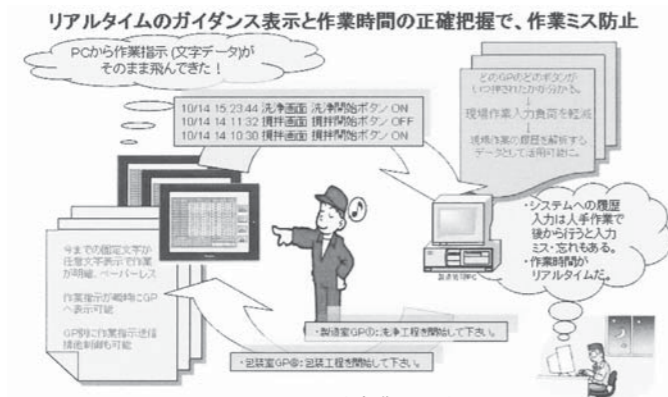 リアルタイムのガイダンス表示と作業時間の正確把握で、作業ミス防止
PCから作業指示(文字データ)が
そのまま飛んできた!
10/14 15:23.44 洗浄画面 洗浄開始ボタン ON
10/14 14 11:32 攪拌画面 攪拌開始ボタン OFF
10/14 14 10:30 攪拌画面 攪拌開始ボタン ON
どのGPのどのボタンが
いつ押されたかが分かる。
↓
現場作業入力負荷を軽減
↓
現場作業の履歴を解析する
データとして活用可能に。
・システムへの履歴
入力は人手作業で
後から行うと入力
ミス・忘れもある。
・作業時間が
リアルタイムだ。
製造管理PC
今までの固定文字か
任意文字表示で作業
が明確、ペーパーレス
作業指示が瞬時にGP
へ表示可能
GP別に作業指示送信
排他制御も可能
・製造室GP①:洗浄工程を開始して下さい。
・包装室GP⑧:包装工程を開始して下さい。